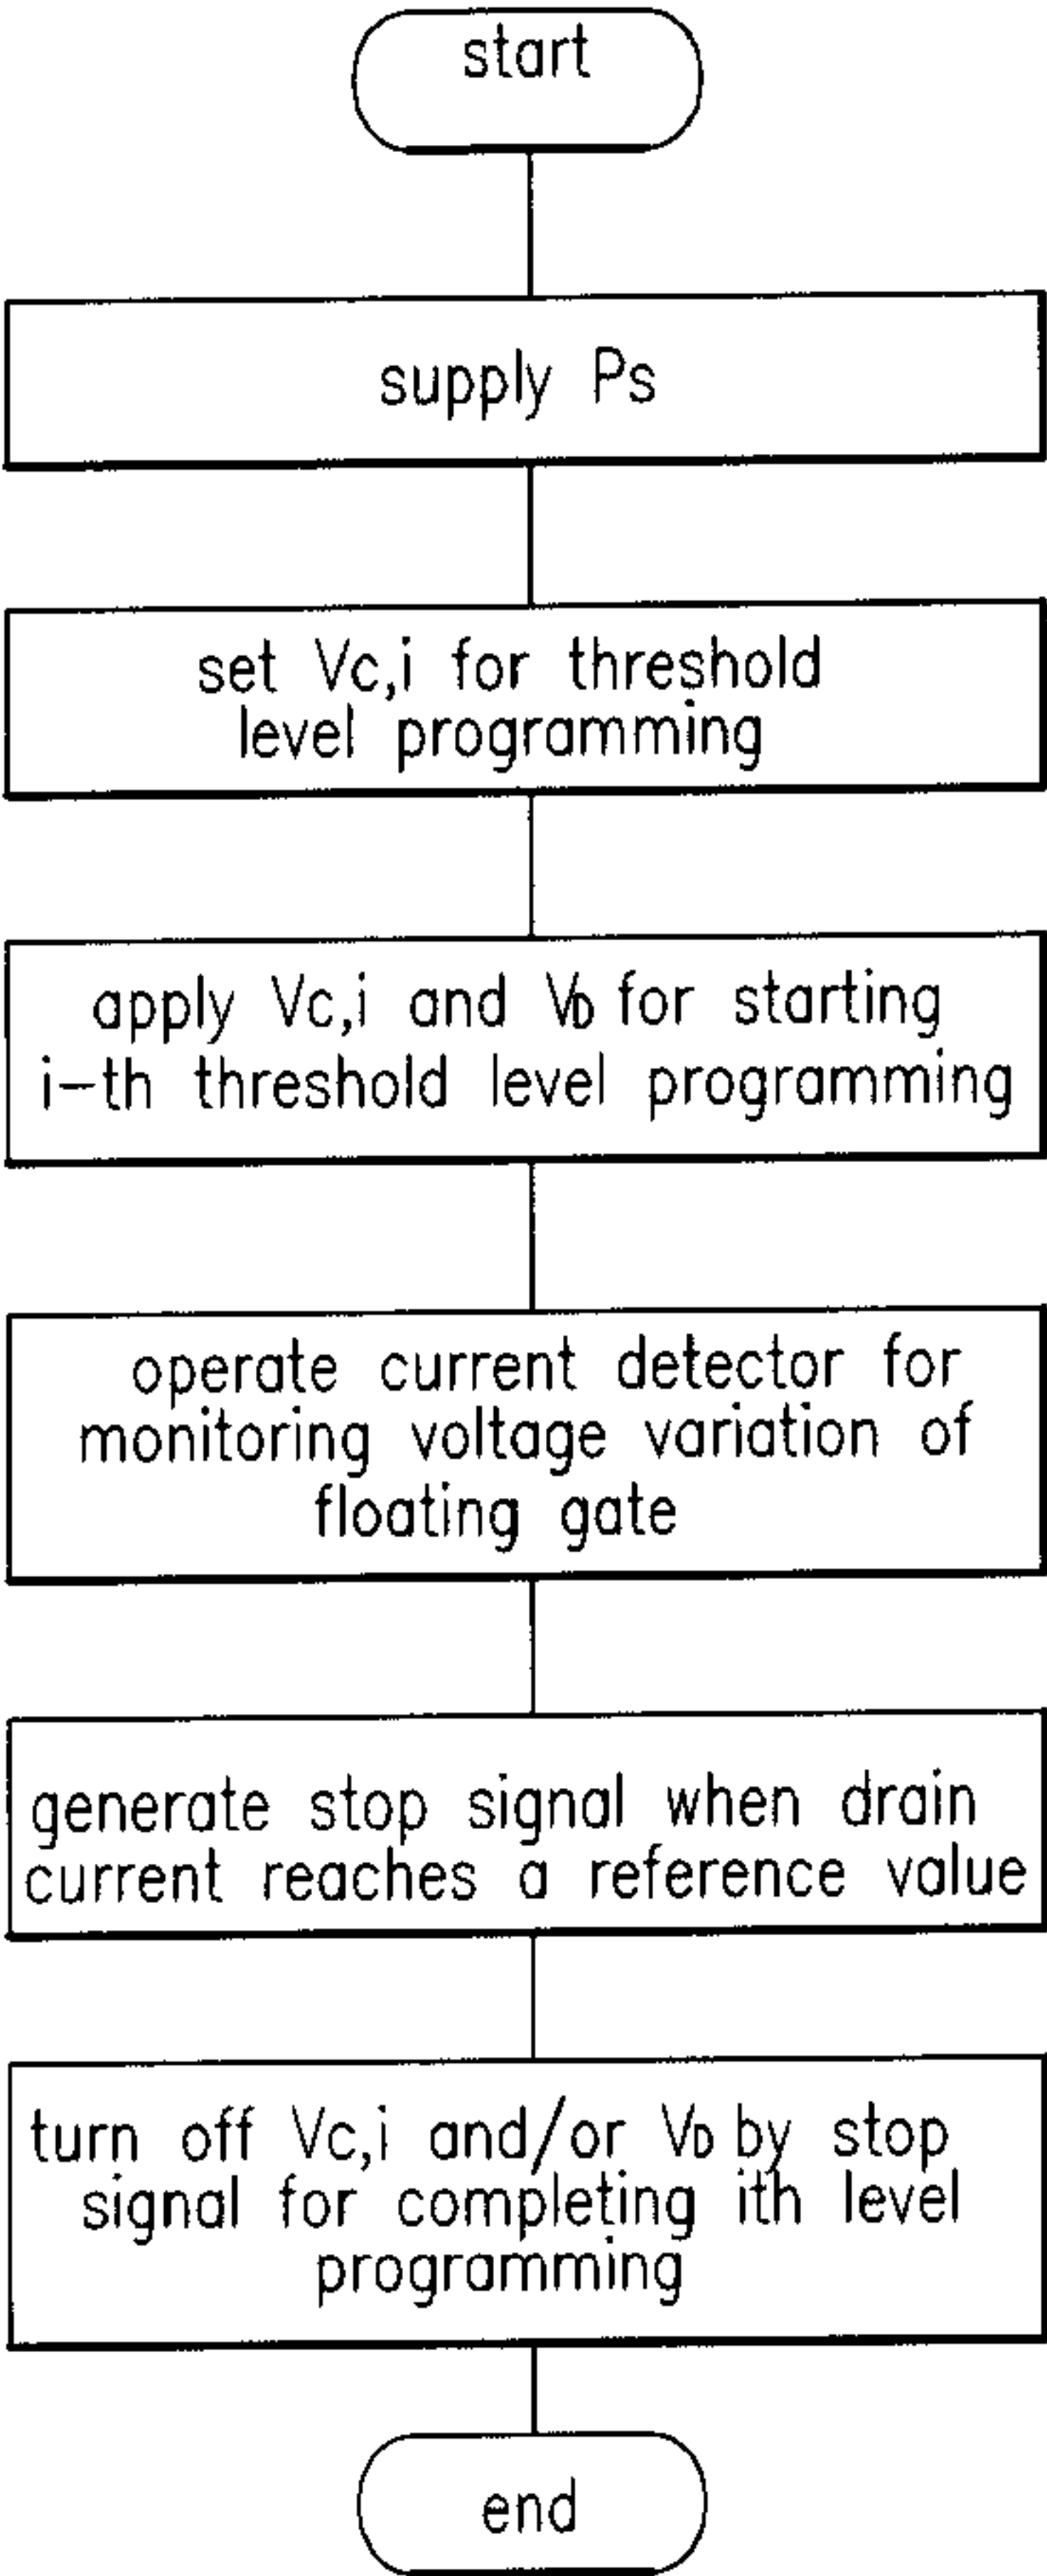 start
supply Ps
set Vc,i for threshold
level programming
apply Vc,i and VD for starting
i-th threshold level programming
operate current detector for
monitoring voltage variation of
floating gate
generate stop signal when drain
current reaches a reference value
turn off Vc,i and/or VD by stop
signal for completing ith level
programming
end